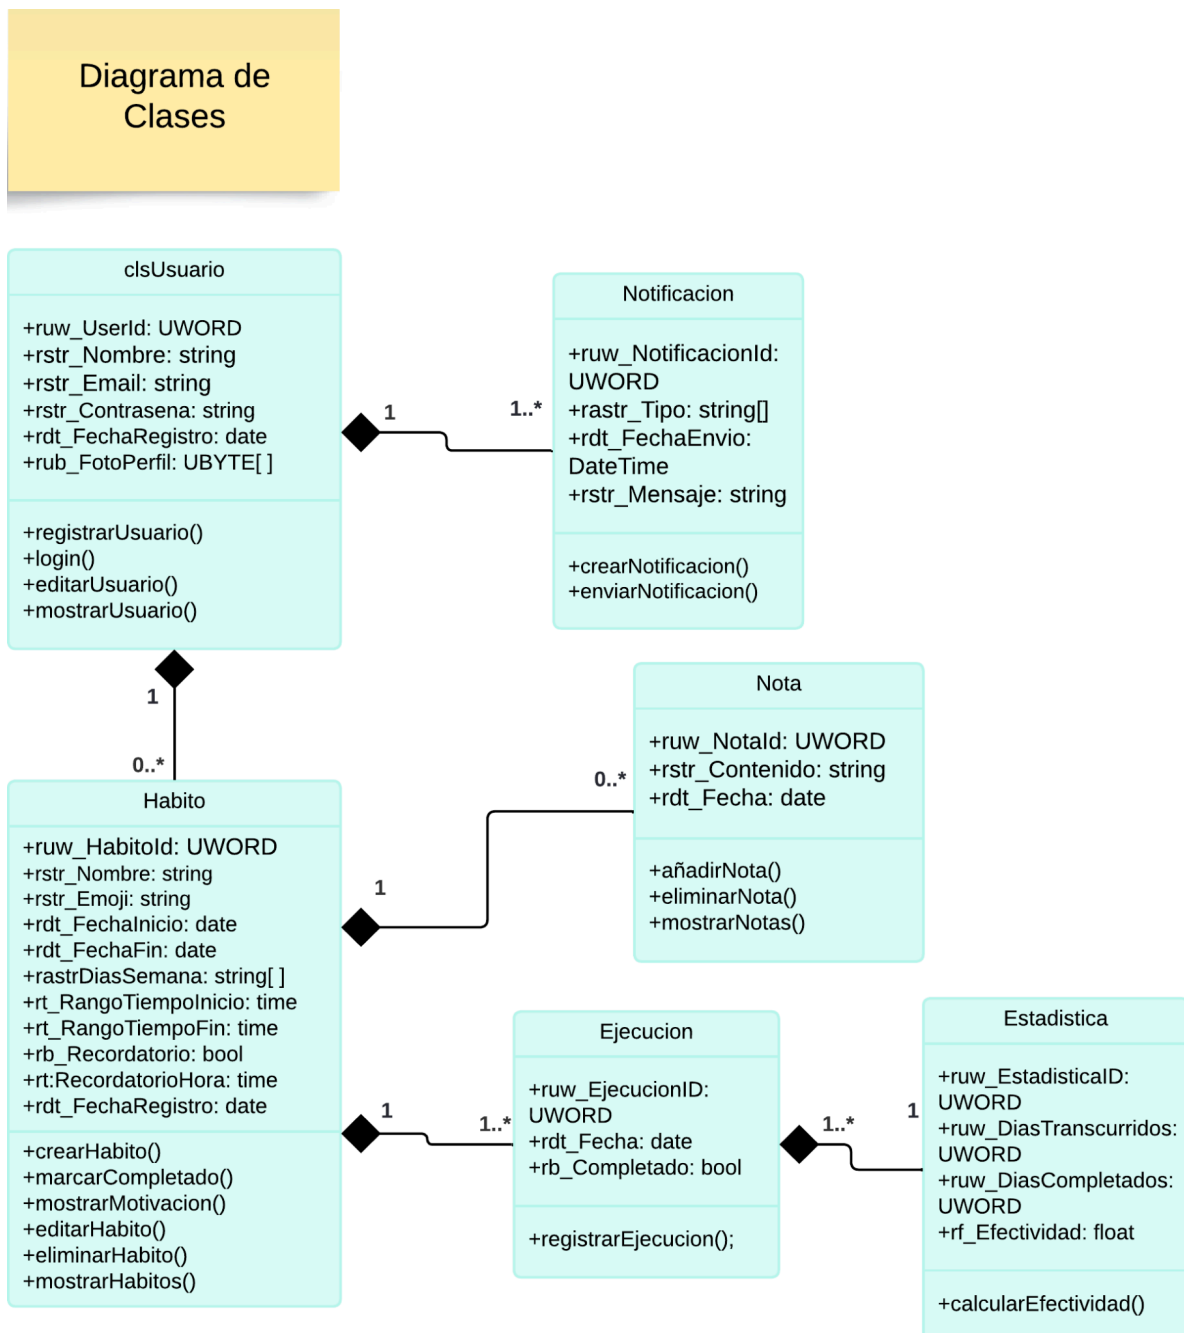 Diagrama de
Clases
clsUsuario
+ruw_UserId: UWORD
+rstr_Nombre: string
+rstr_Email: string
+rstr_Contrasena: string
+rdt_FechaRegistro: date
+rub_FotoPerfil: UBYTE[ ]
+registrarUsuario()
+login()
+editarUsuario()
+mostrarUsuario()
1
1..*
Notificacion
+ruw_NotificacionId:
UWORD
+rastr_Tipo: string[]
+rdt_FechaEnvio:
DateTime
+rstr_Mensaje: string
+crearNotificacion()
+enviarNotificacion()
1
0..*
Habito
+ruw_HabitoId: UWORD
+rstr_Nombre: string
+rstr_Emoji: string
+rdt_FechaInicio: date
+rdt_FechaFin: date
+rastrDiasSemana: string[ ]
+rt_RangoTiempoInicio: time
+rt_RangoTiempoFin: time
+rb_Recordatorio: bool
+rt:RecordatorioHora: time
+rdt_FechaRegistro: date
+crearHabito()
+marcarCompletado()
+mostrarMotivacion()
+editarHabito()
+eliminarHabito()
+mostrarHabitos()
1
0..*
Nota
+ruw_NotaId: UWORD
+rstr_Contenido: string
+rdt_Fecha: date
+añadirNota()
+eliminarNota()
+mostrarNotas()
1
1..*
Ejecucion
+ruw_EjecucionID:
UWORD
+rdt_Fecha: date
+rb_Completado: bool
+registrarEjecucion();
1..*
1
Estadistica
+ruw_EstadisticaID:
UWORD
+ruw_DiasTranscurridos:
UWORD
+ruw_DiasCompletados:
UWORD
+rf_Efectividad: float
+calcularEfectividad()